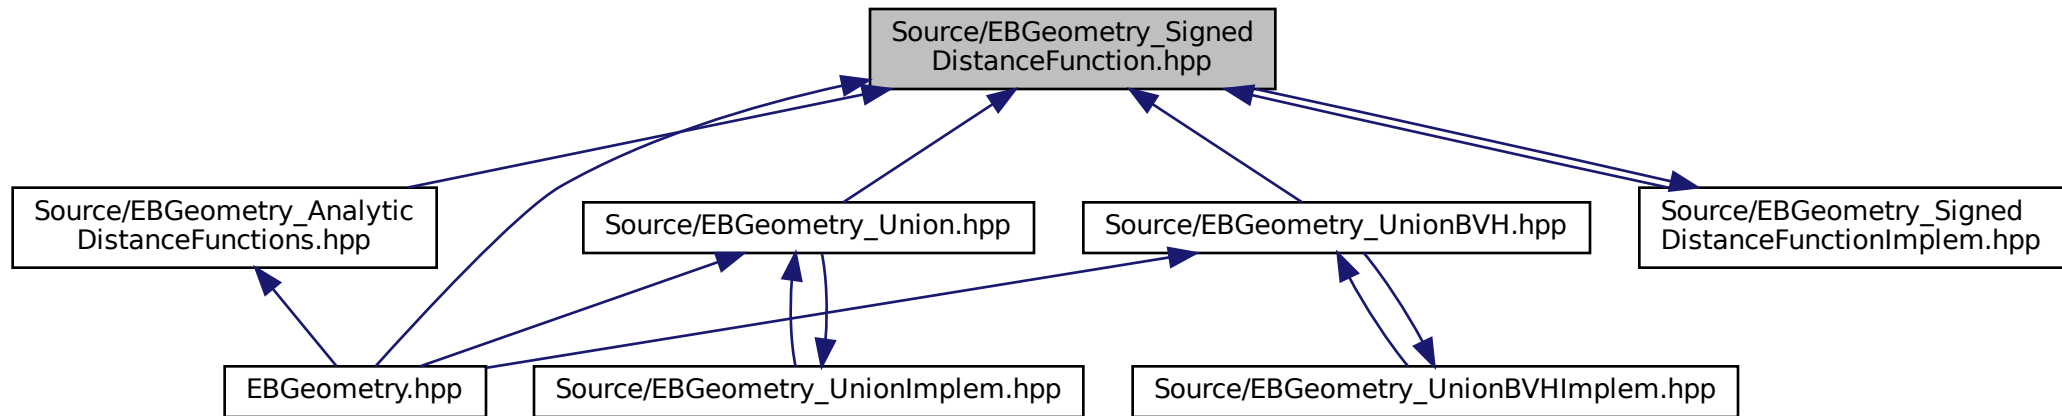 Source/EBGeometry_Signed
DistanceFunction.hpp
Source/EBGeometry_Analytic
DistanceFunctions.hpp
Source/EBGeometry_Union.hpp
Source/EBGeometry_UnionBVH.hpp
Source/EBGeometry_Signed
DistanceFunctionImplem.hpp
EBGeometry.hpp
Source/EBGeometry_UnionImplem.hpp
Source/EBGeometry_UnionBVHImplem.hpp